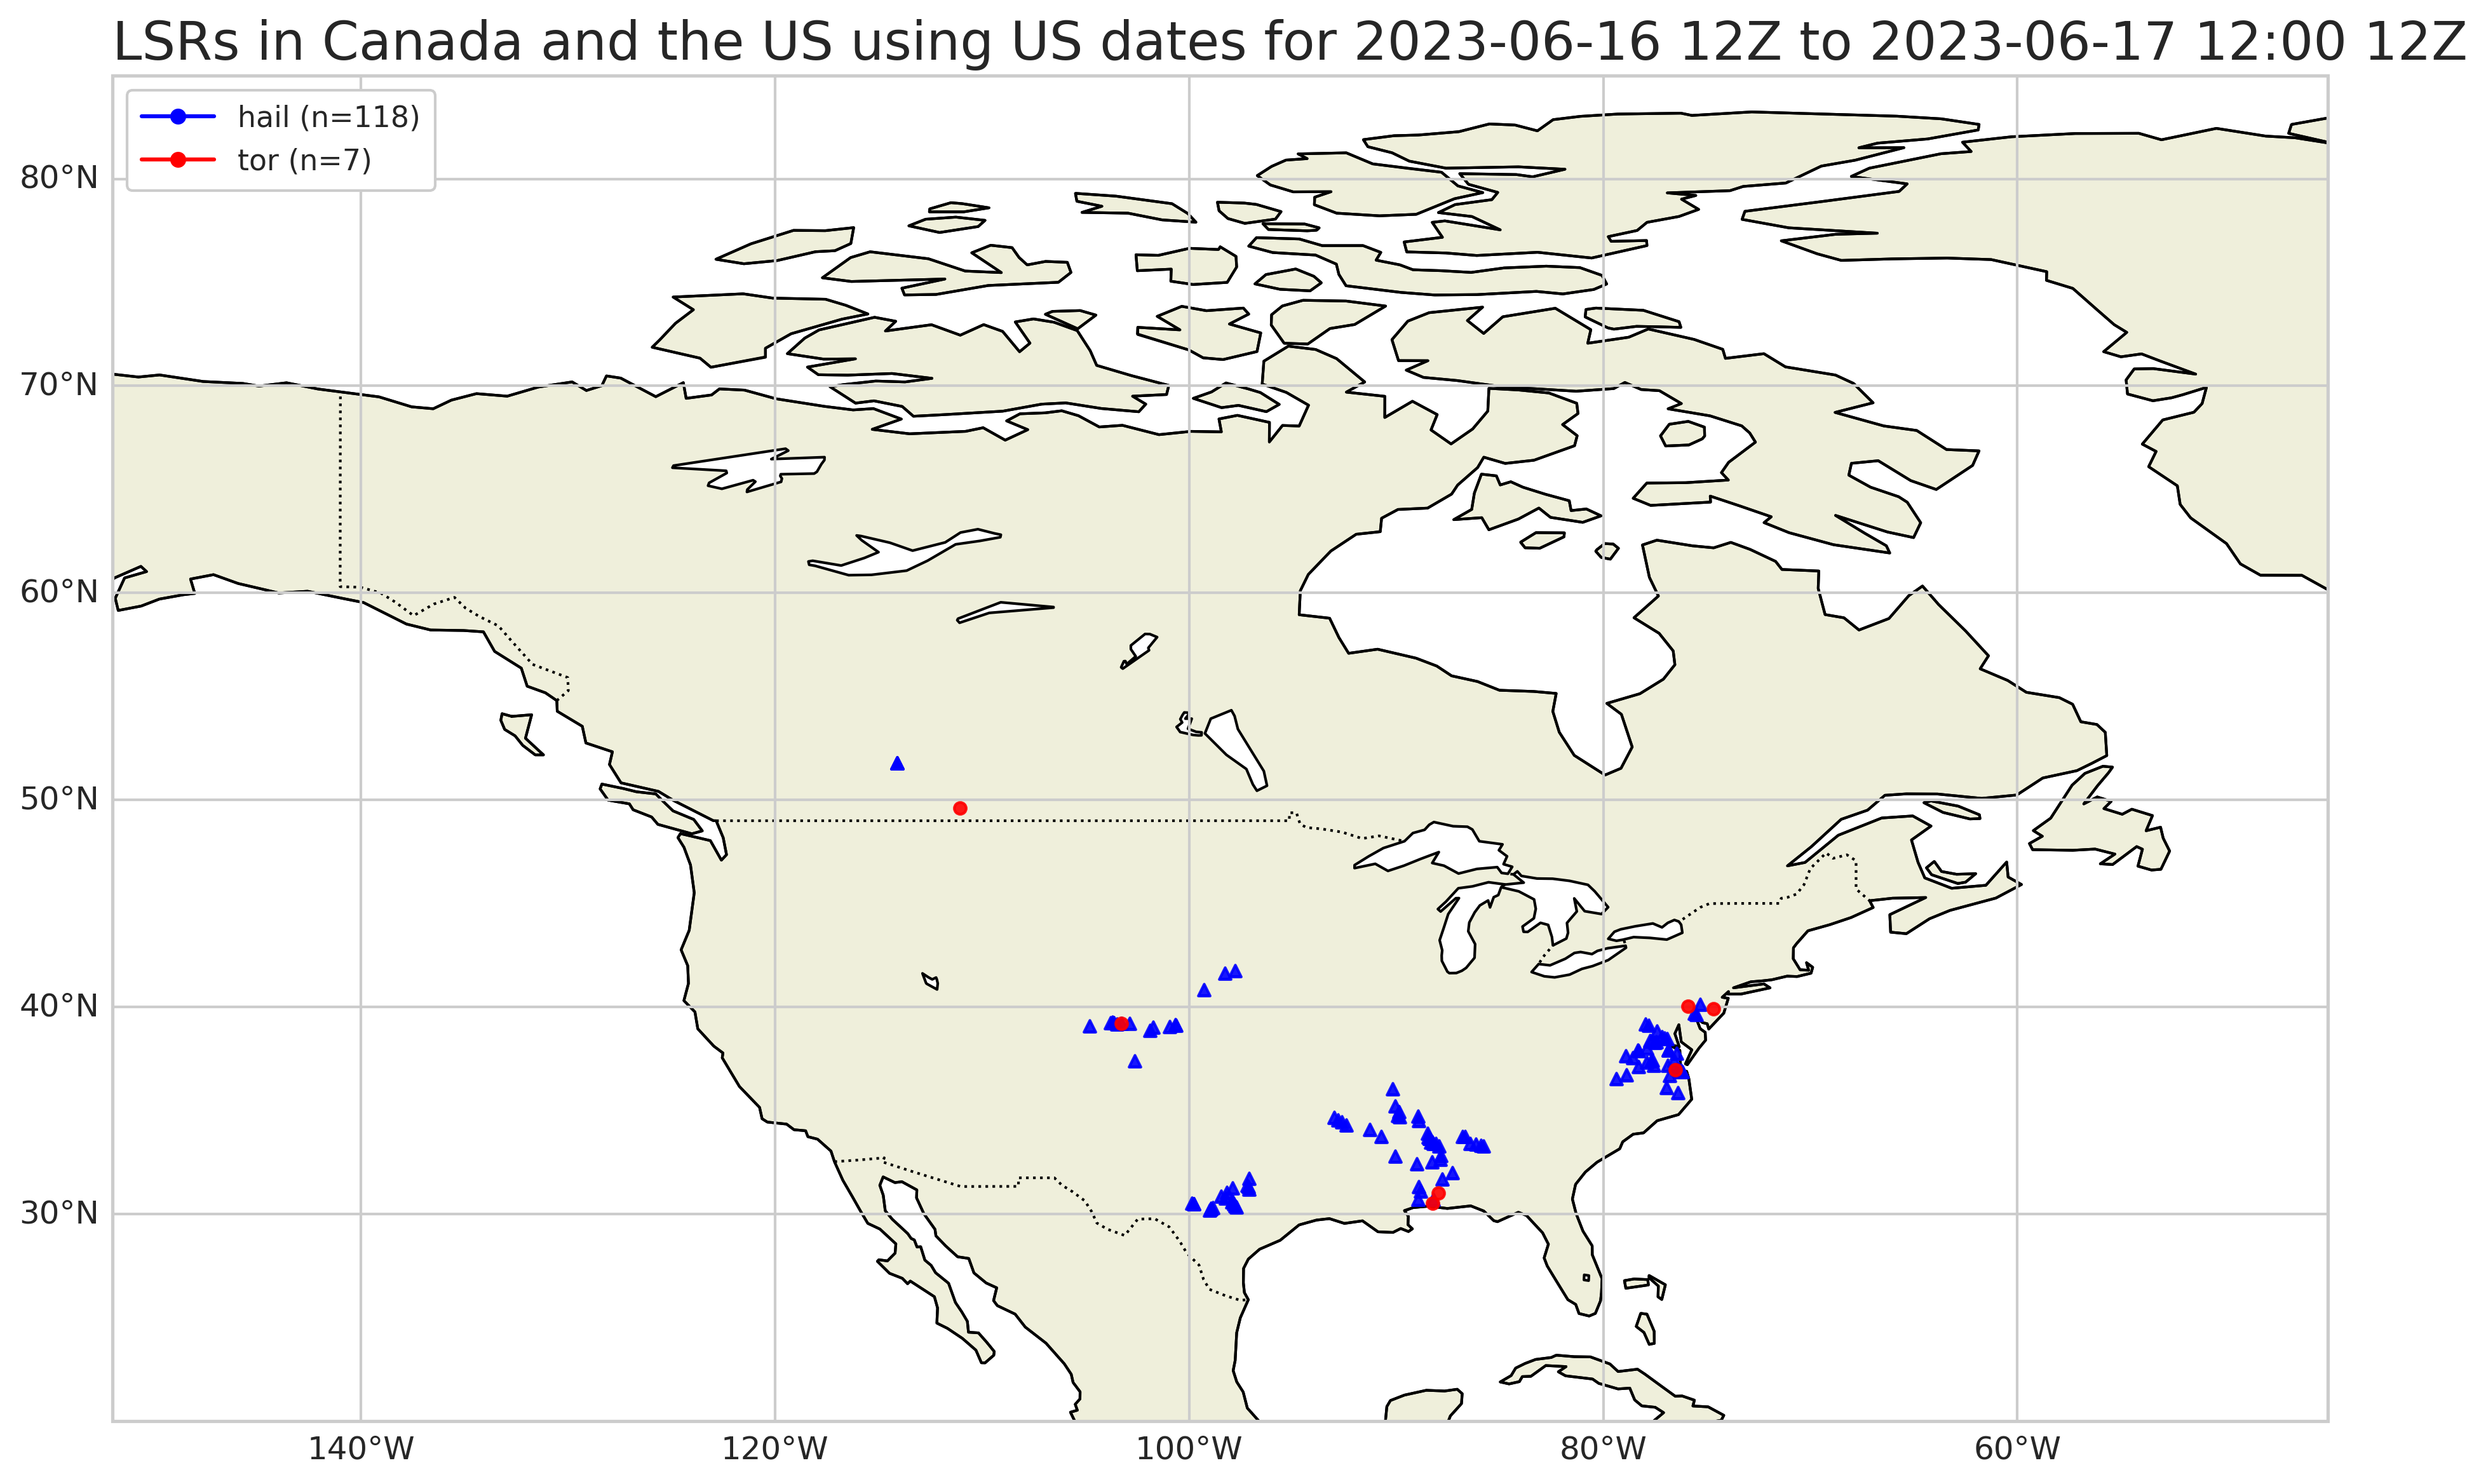 LSRs in Canada and the US using US dates for 2023-06-16 12Z to 2023-06-17 12:00 12Z
hail (n=118)
tor (n=7)
80°N
70°N
60°N
50°N
40°N
30°N
140°W
120°W
100°W
80°W
60°W